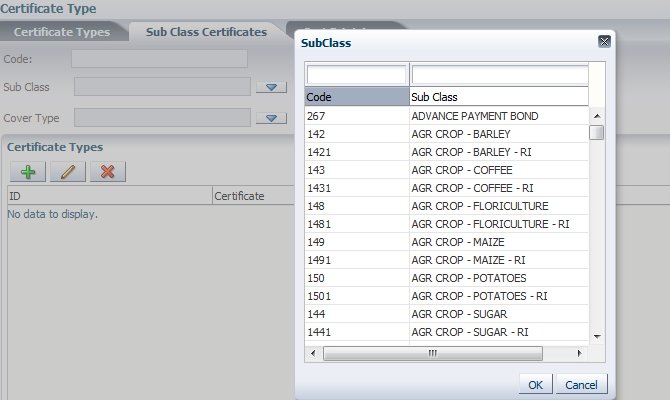 Certificate Type
Certificate Types
Sub Class Certificates
Code:
Sub Class
Cover Type
Certificate Types
ID Certificate
No data to display.
SubClass
Code Sub Class
267 ADVANCE PAYMENT BOND
142 AGR CROP - BARLEY
1421 AGR CROP - BARLEY - RI
143 AGR CROP - COFFEE
1431 AGR CROP - COFFEE - RI
148 AGR CROP - FLORICULTURE
1481 AGR CROP - FLORICULTURE - RI
149 AGR CROP - MAIZE
1491 AGR CROP - MAIZE - RI
150 AGR CROP - POTATOES
1501 AGR CROP - POTATOES - RI
144 AGR CROP - SUGAR
1441 AGR CROP - SUGAR - RI
OK Cancel